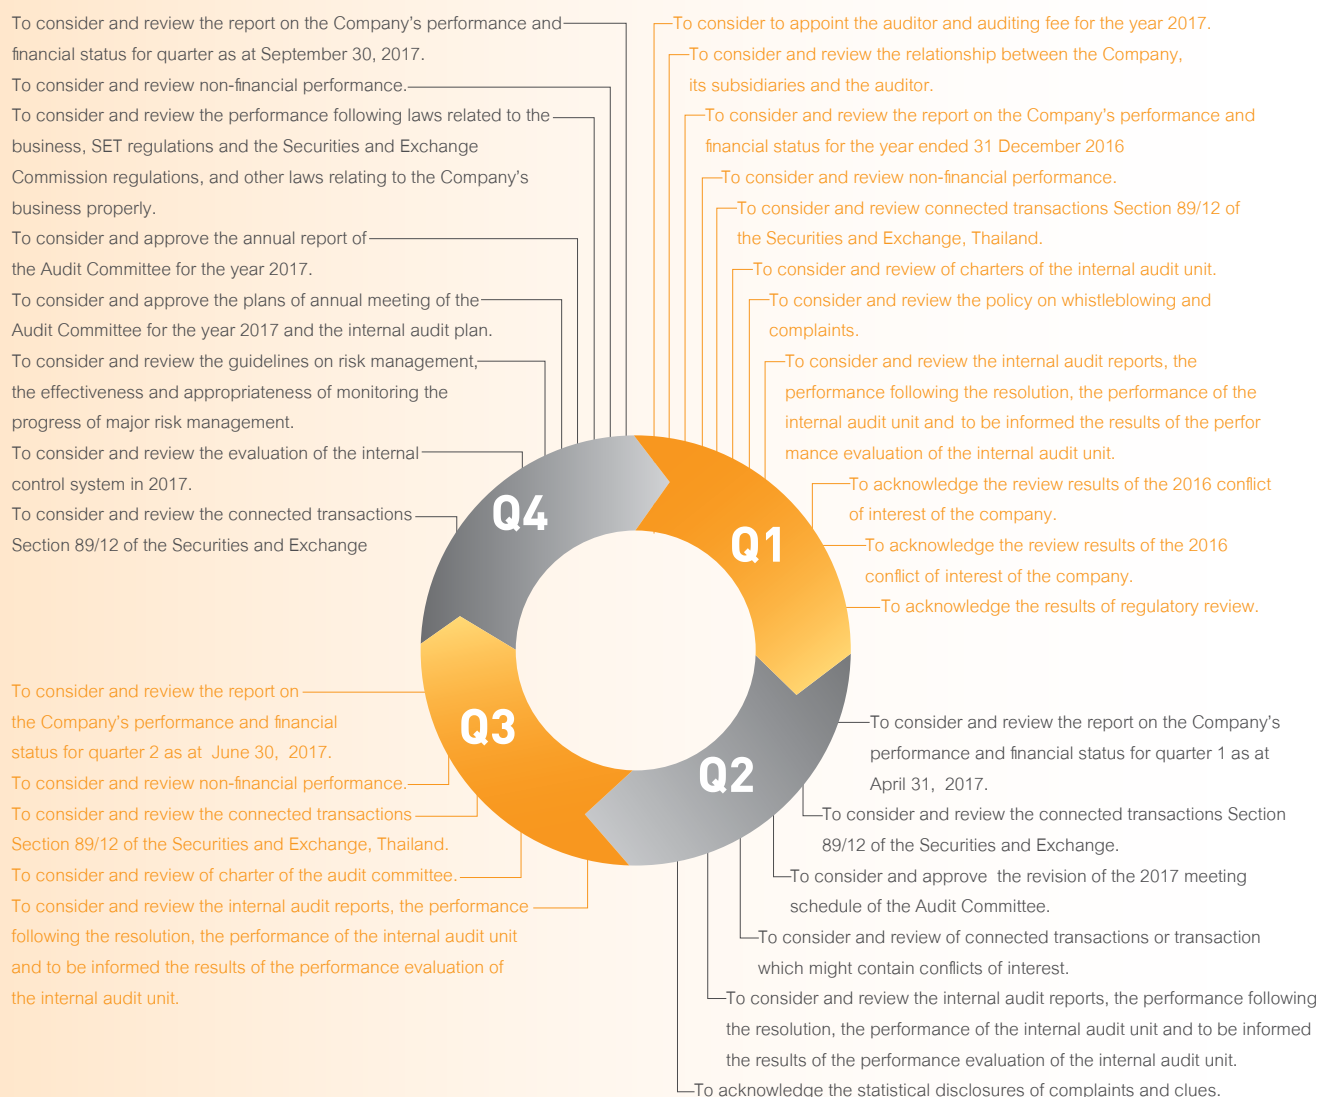 To consider and review the report on the Company's performance and
financial status for quarter as at September 30, 2017.
To consider and review non-financial performance.
To consider and review the performance following laws related to the
business, SET regulations and the Securities and Exchange
Commission regulations, and other laws relating to the Company's
business properly.
To consider and approve the annual report of
the Audit Committee for the year 2017.
To consider and approve the plans of annual meeting of the
Audit Committee for the year 2017 and the internal audit plan.
To consider and review the guidelines on risk management,
the effectiveness and appropriateness of monitoring the
progress of major risk management.
To consider and review the evaluation of the internal
control system in 2017.
To consider and review the connected transactions
Section 89/12 of the Securities and Exchange
To consider to appoint the auditor and auditing fee for the year 2017.
To consider and review the relationship between the Company,
its subsidiaries and the auditor.
To consider and review the report on the Company's performance and
financial status for the year ended 31 December 2016
To consider and review non-financial performance.
To consider and review connected transactions Section 89/12 of
the Securities and Exchange, Thailand.
To consider and review of charters of the internal audit unit.
To consider and review the policy on whistleblowing and
complaints.
To consider and review the internal audit reports, the
performance following the resolution, the performance of the
internal audit unit and to be informed the results of the perfor
mance evaluation of the internal audit unit.
To acknowledge the review results of the 2016 conflict
of interest of the company.
To acknowledge the review results of the 2016
conflict of interest of the company.
To acknowledge the results of regulatory review.
Q4
Q1
Q3
Q2
To consider and review the report on
the Company's performance and financial
status for quarter 2 as at June 30, 2017.
To consider and review non-financial performance.
To consider and review the connected transactions
Section 89/12 of the Securities and Exchange, Thailand.
To consider and review of charter of the audit committee.
To consider and review the internal audit reports, the performance
following the resolution, the performance of the internal audit unit
and to be informed the results of the performance evaluation of
the internal audit unit.
To consider and review the report on the Company's
performance and financial status for quarter 1 as at
April 31, 2017.
To consider and review the connected transactions Section
89/12 of the Securities and Exchange.
To consider and approve the revision of the 2017 meeting
schedule of the Audit Committee.
To consider and review of connected transactions or transaction
which might contain conflicts of interest.
To consider and review the internal audit reports, the performance following
the resolution, the performance of the internal audit unit and to be informed
the results of the performance evaluation of the internal audit unit.
To acknowledge the statistical disclosures of complaints and clues.